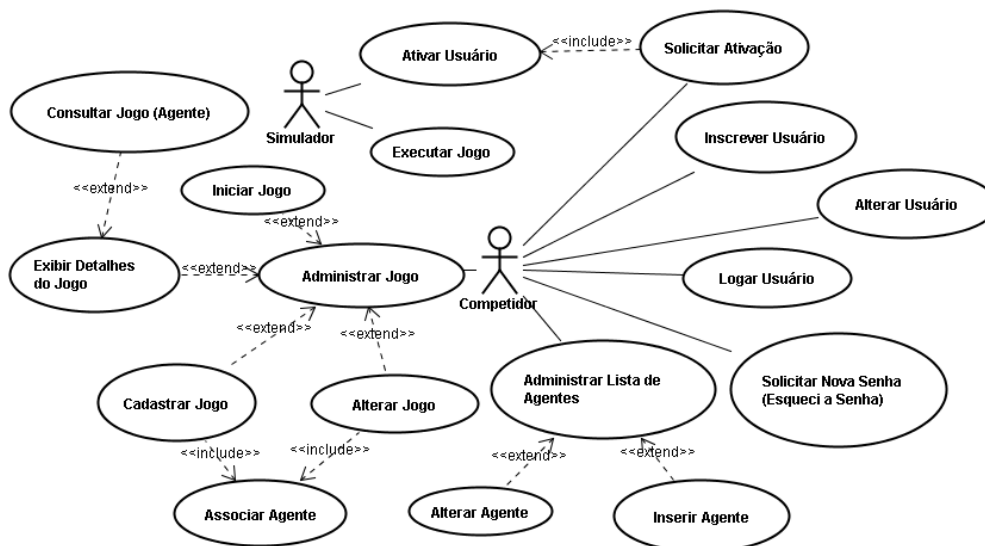 <<include>>
Solicitar Ativação
Ativar Usuário
Consultar Jogo (Agente)
Simulador
Inscrever Usuário
Executar Jogo
<<extend>>
Iniciar Jogo
Alterar Usuário
<<extend>>
Exibir Detalhes
do Jogo
<<extend>>
Administrar Jogo
Logar Usuário
Competidor
<<extend>>
<<extend>>
Administrar Lista de
Agentes
Solicitar Nova Senha
(Esqueci a Senha)
Cadastrar Jogo
Alterar Jogo
<<include>>
<<include>>
<<extend>>
<<extend>>
Associar Agente
Alterar Agente
Inserir Agente